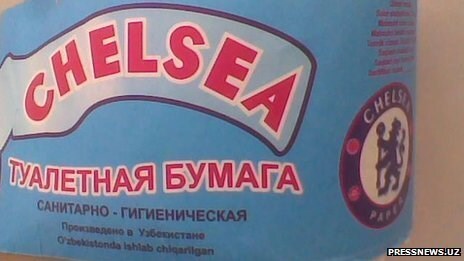 CHELSEA
ТУАЛЕТНАЯ БУМАГА
САНИТАРНО - ГИГИЕНИЧЕСКАЯ
Произведено в Узбекистане
O'zbekistonda ishlab chiqarilgan
CHELSEA
PAPER
PRESSNEWS.UZ